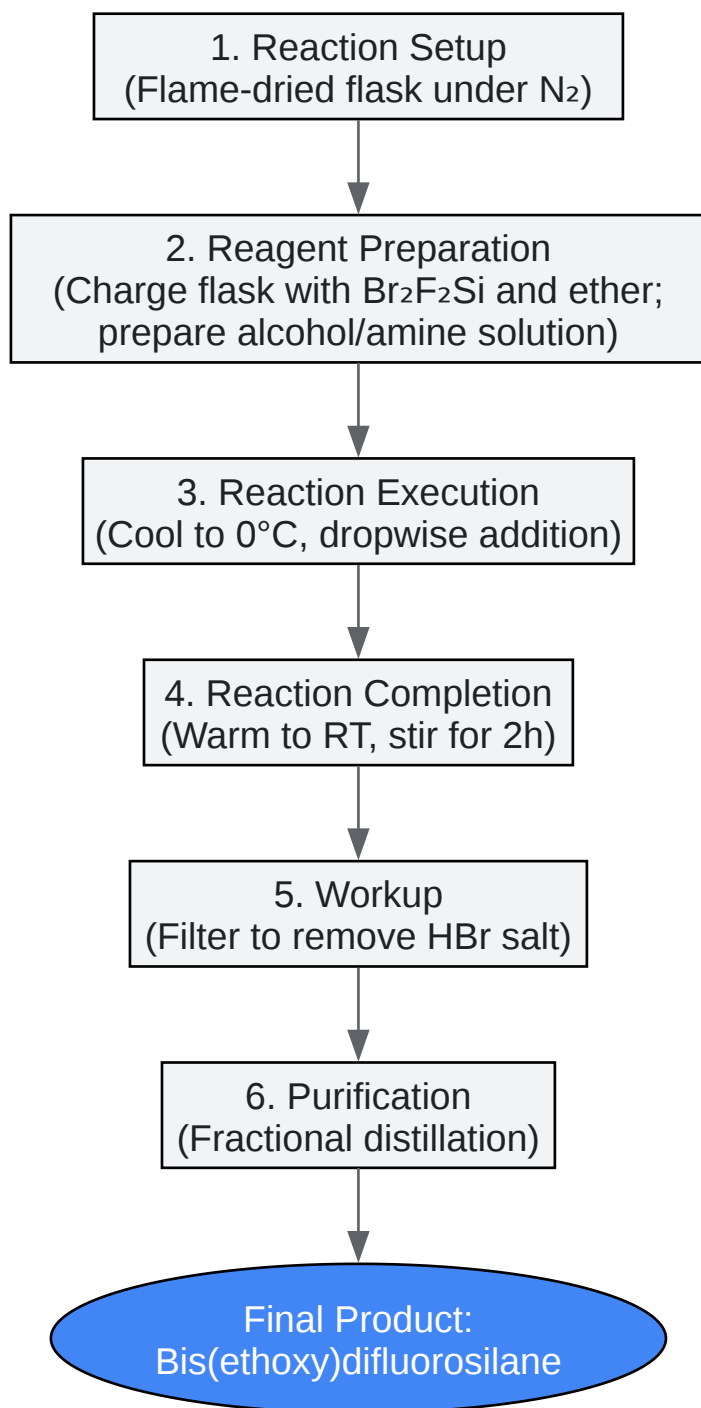 1. Reaction Setup
(Flame-dried flask under N₂)
2. Reagent Preparation
(Charge flask with Br₂F₂Si and ether;
prepare alcohol/amine solution)
3. Reaction Execution
(Cool to 0°C, dropwise addition)
4. Reaction Completion
(Warm to RT, stir for 2h)
5. Workup
(Filter to remove HBr salt)
6. Purification
(Fractional distillation)
Final Product:
Bis(ethoxy)difluorosilane